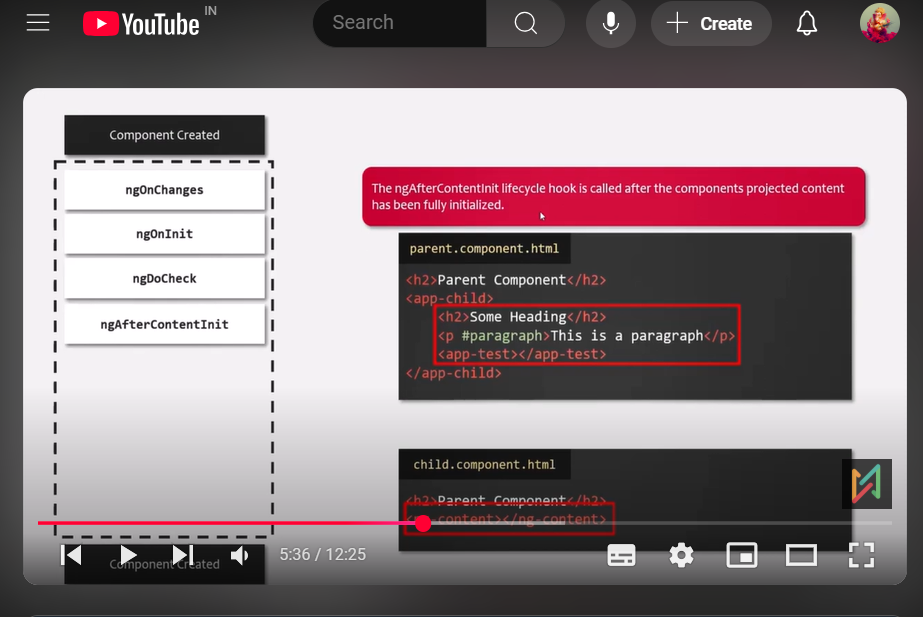 YouTube IN
Search
Create
Component Created
ngOnChanges
ngOnInit
ngDoCheck
ngAfterContentInit
The ngAfterContentInit lifecycle hook is called after the components projected content
has been fully initialized.
parent.component.html
<h2>Parent Component</h2>
<app-child>
<h2>Some Heading</h2>
<p #paragraph>This is a paragraph</p>
<app-test></app-test>
</app-child>
child.component.html
<h2>Parent Component</h2>
<ng-content></ng-content>
5:36 / 12:25
Component Created